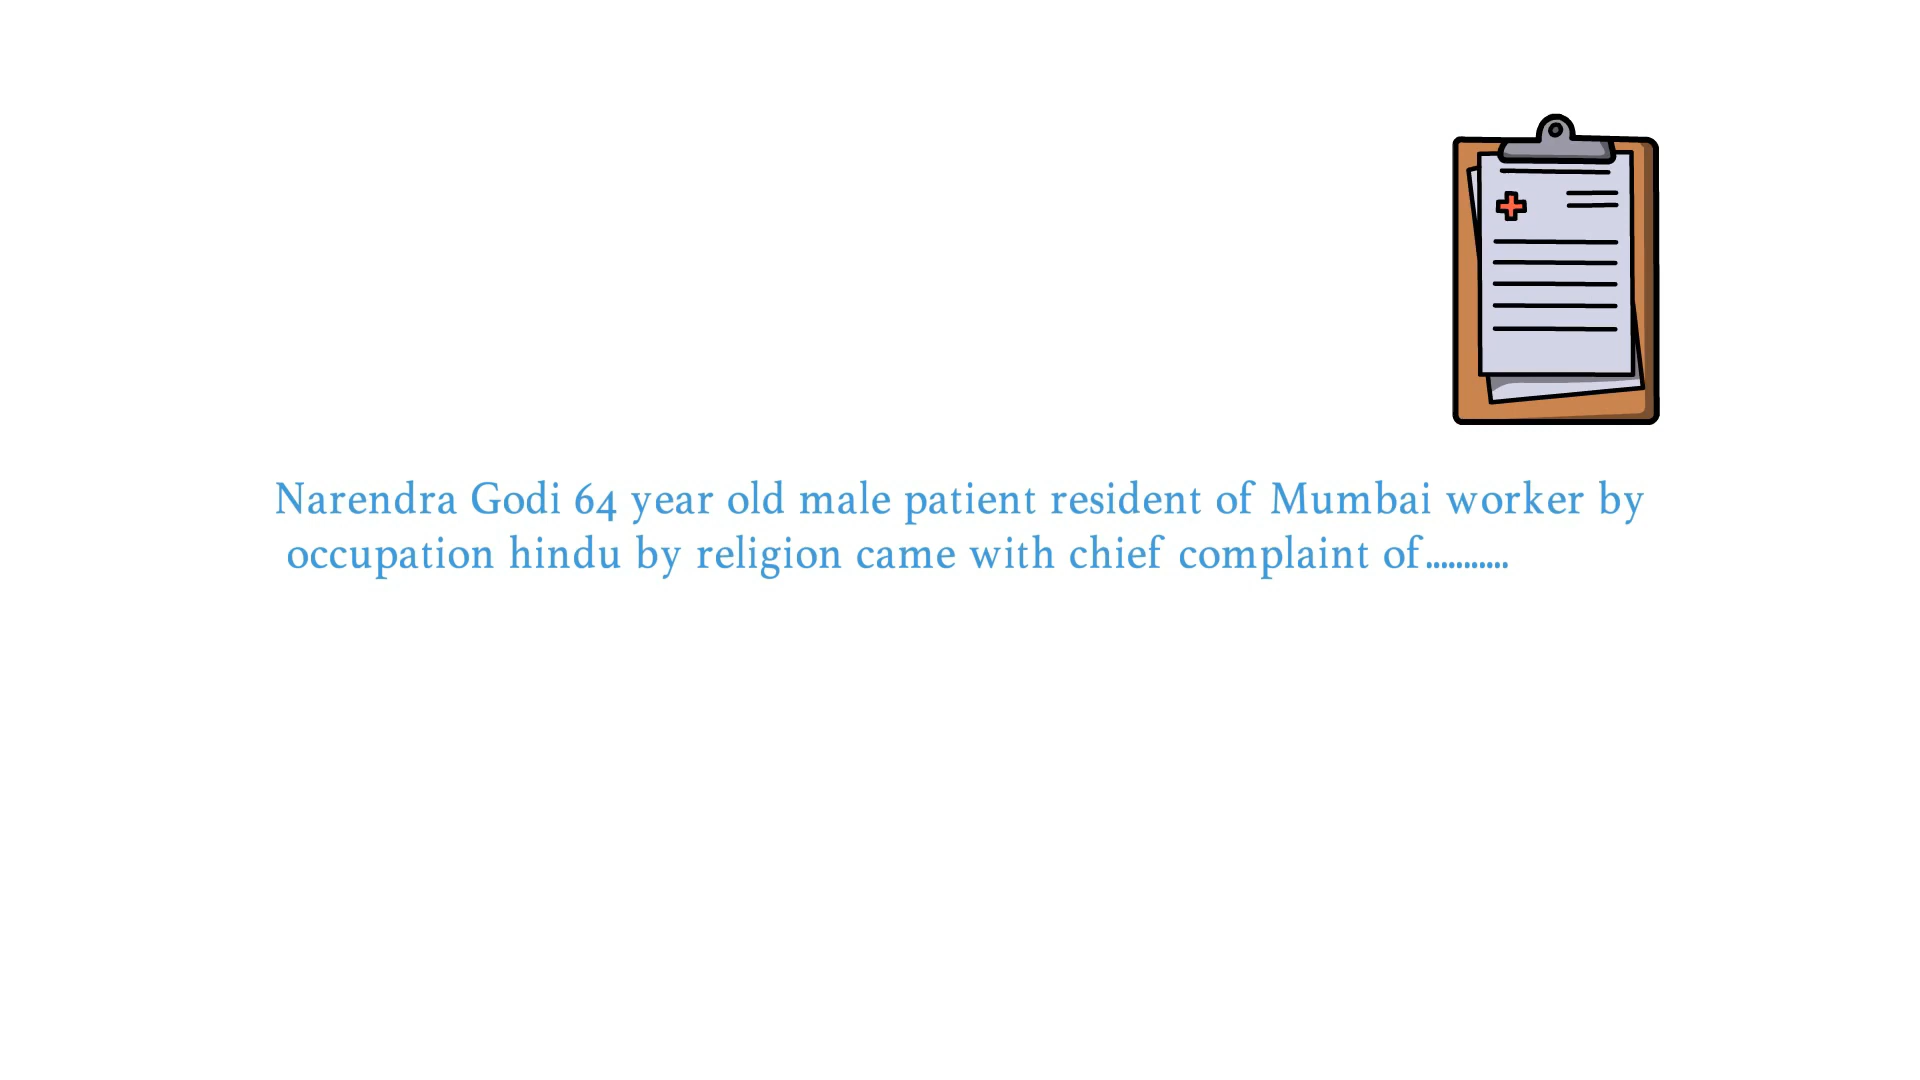 Narendra Godi 64 year old male patient resident of Mumbai worker by
occupation hindu by religion came with chief complaint of...........